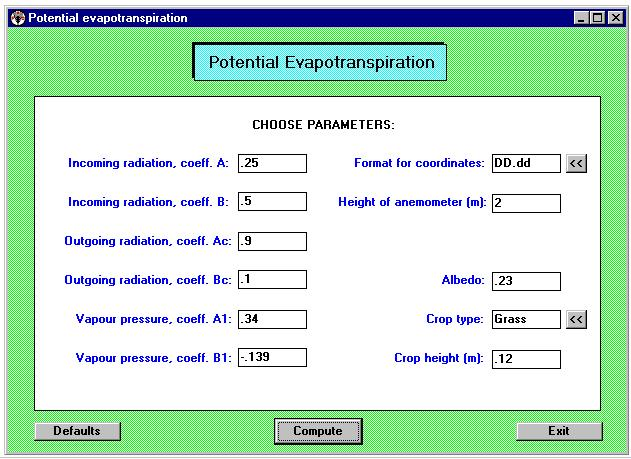 Potential evapotranspiration
Potential Evapotranspiration
CHOOSE PARAMETERS:
Incoming radiation, coeff. A: .25 Format for coordinates: DD.dd <<
Incoming radiation, coeff. B: .5 Height of anemometer (m): 2
Outgoing radiation, coeff. Ac: .9
Outgoing radiation, coeff. Bc: .1 Albedo: .23
Vapour pressure, coeff. A1: .34 Crop type: Grass <<
Vapour pressure, coeff. B1: -.139 Crop height (m): .12
Defaults Compute Exit